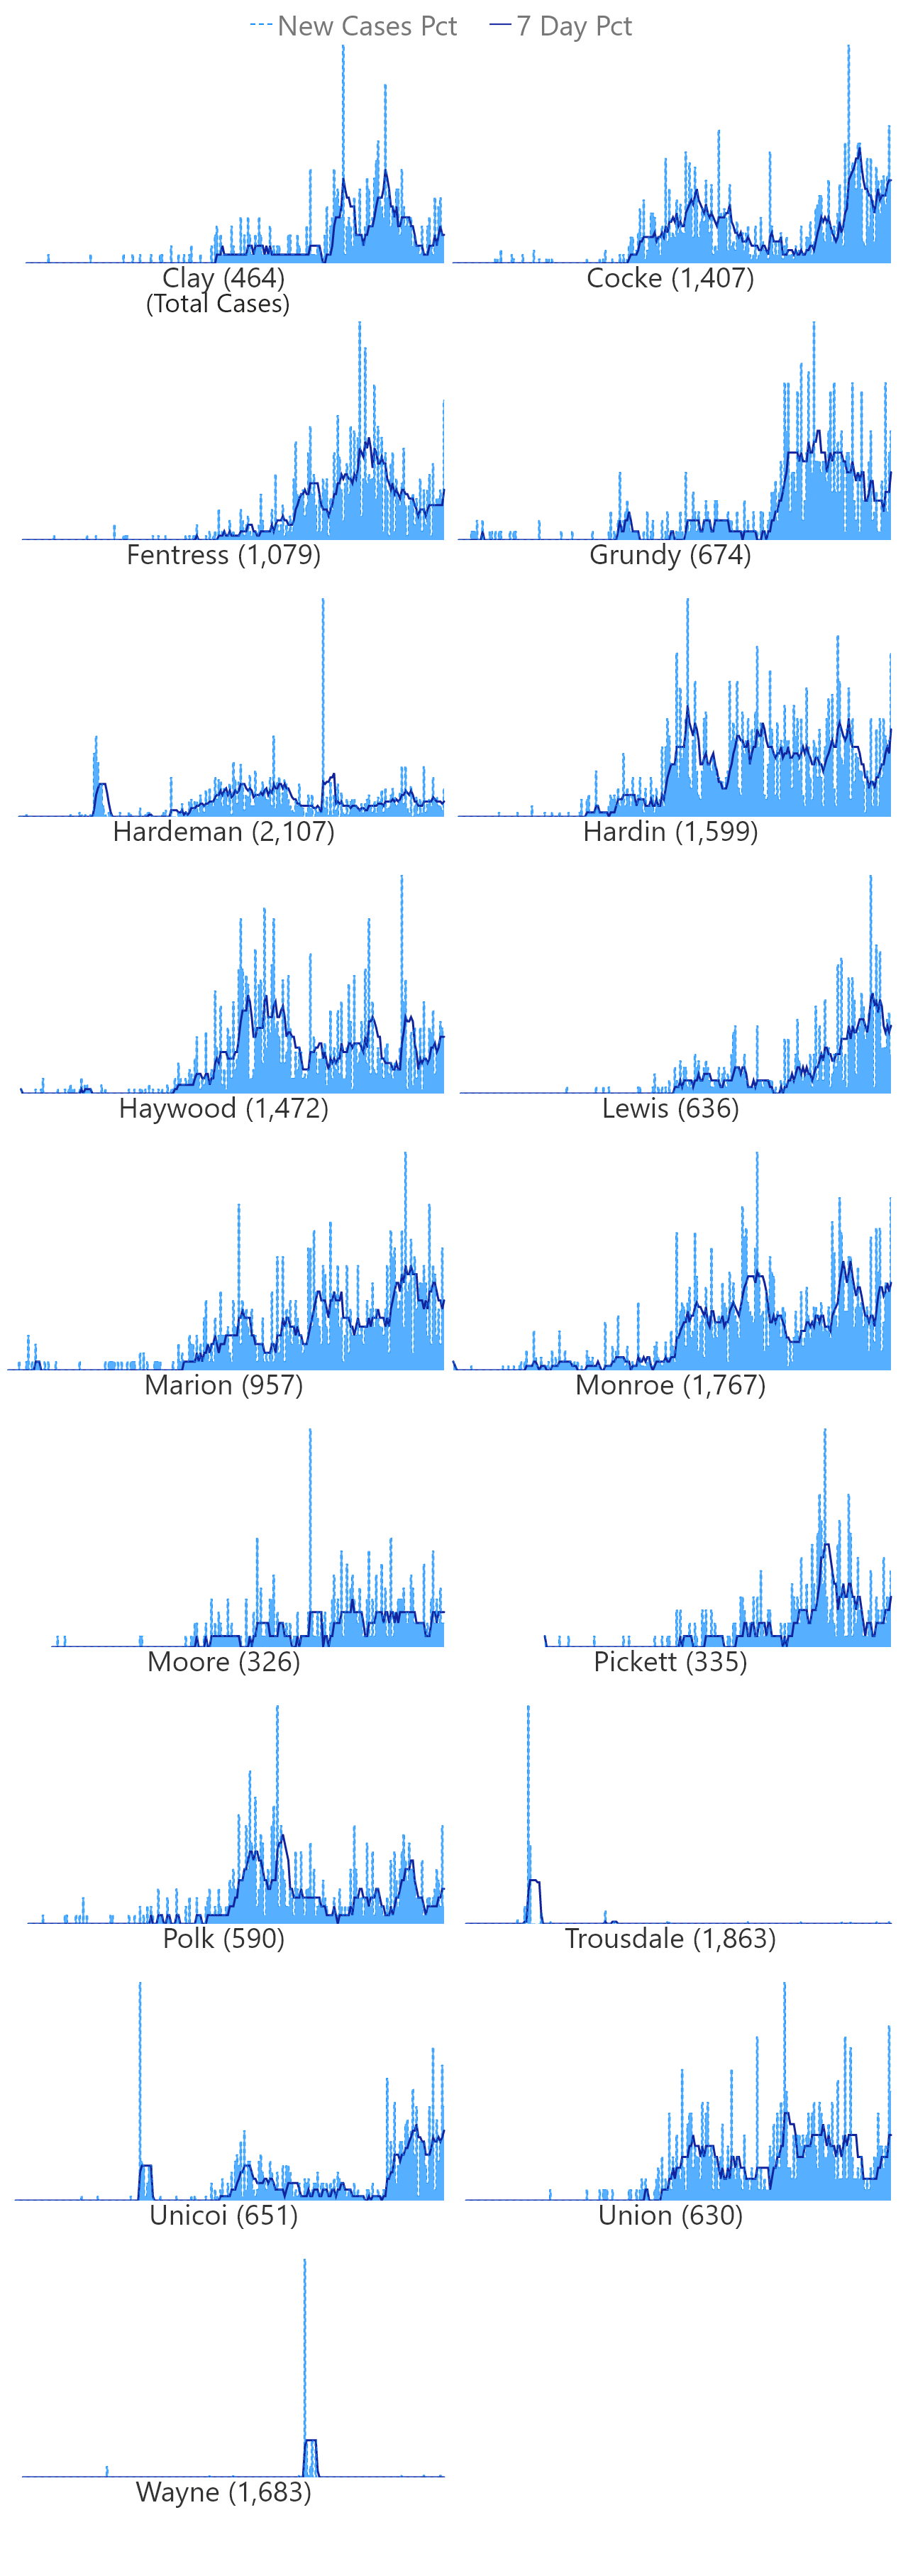 New Cases Pct 7 Day Pct
Clay (464) Cocke (1,407)
(Total Cases)
Fentress (1,079) Grundy (674)
Hardeman (2,107) Hardin (1,599)
Haywood (1,472) Lewis (636)
Marion (957) Monroe (1,767)
Moore (326) Pickett (335)
Polk (590) Trousdale (1,863)
Unicoi (651) Union (630)
Wayne (1,683)